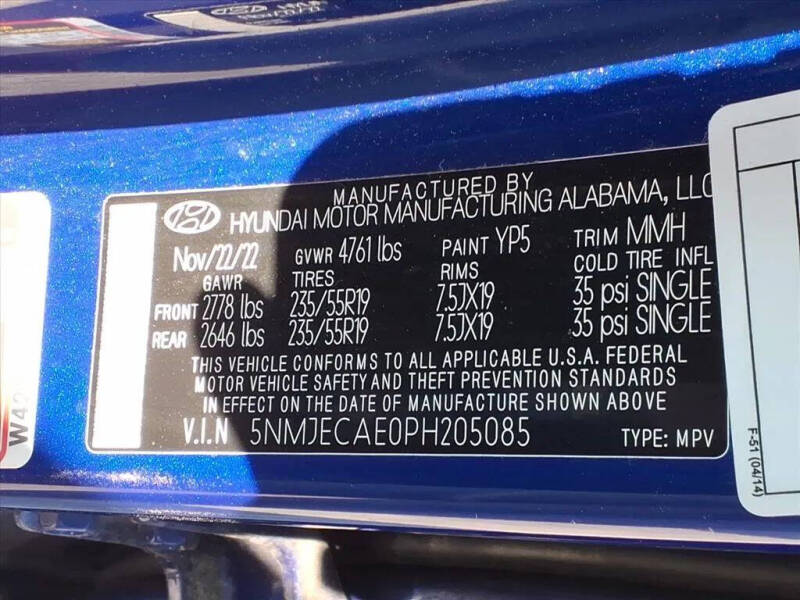 MANUFACTURED BY
HYUNDAI MOTOR MANUFACTURING ALABAMA, LLC
Nov/22/22 GVWR 4761 lbs PAINT YP5 TRIM MMH
GAWR TIRES RIMS COLD TIRE INFL
FRONT 2778 lbs 235/55R19 7.5JX19 35 psi SINGLE
REAR 2646 lbs 235/55R19 7.5JX19 35 psi SINGLE
THIS VEHICLE CONFORMS TO ALL APPLICABLE U.S.A. FEDERAL
MOTOR VEHICLE SAFETY AND THEFT PREVENTION STANDARDS
IN EFFECT ON THE DATE OF MANUFACTURE SHOWN ABOVE
V.I.N 5NMJECAE0PH205085 TYPE: MPV
W42
F-51 (04/14)